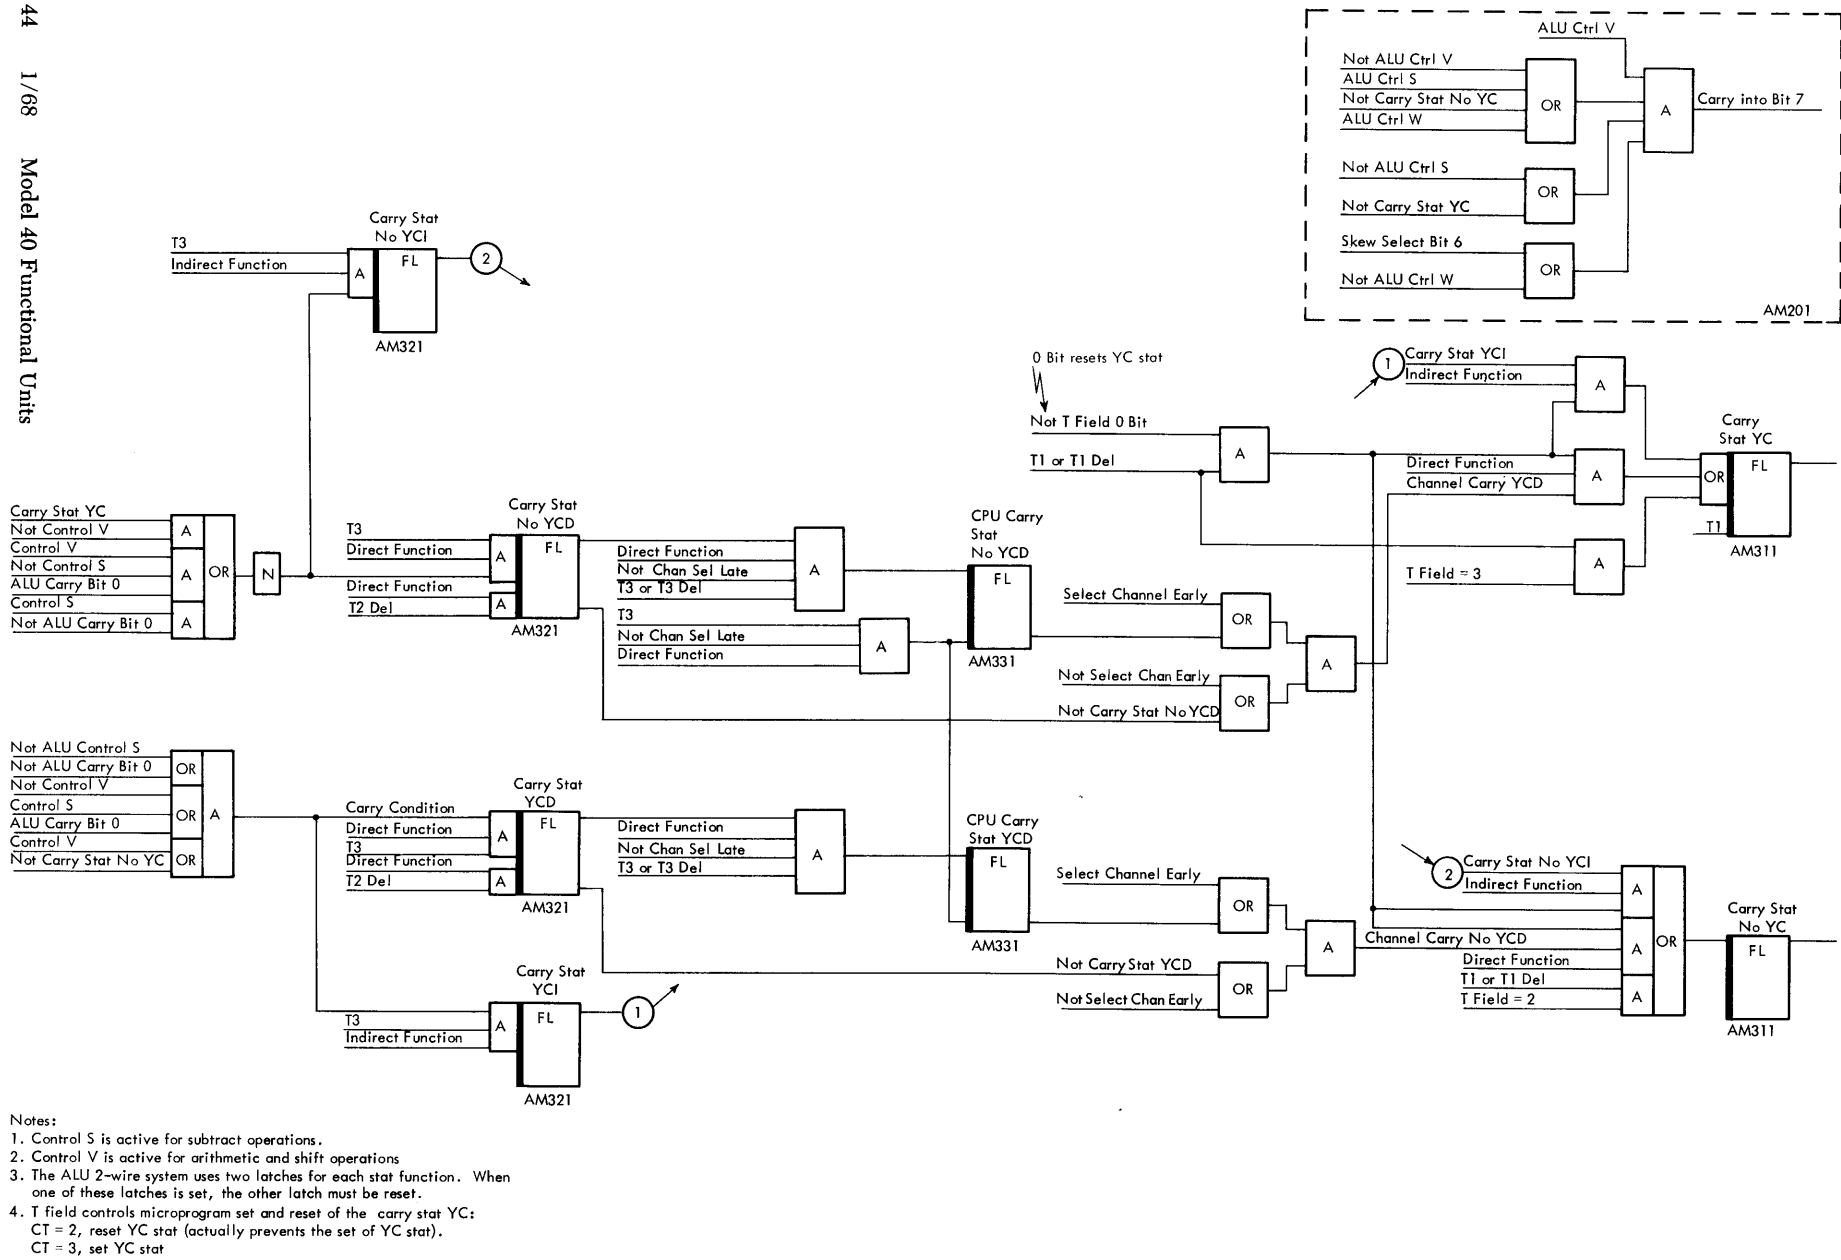 44 1/68 Model 40 Functional Units
ALU Ctrl V
Not ALU Ctrl V
ALU Ctrl S
Not Carry Stat No YC
ALU Ctrl W
OR
A
Carry into Bit 7
Not ALU Ctrl S
Not Carry Stat YC
OR
Skew Select Bit 6
Not ALU Ctrl W
OR
AM201
Carry Stat
No YCI
T3
Indirect Function
A
FL
2
AM321
0 Bit resets YC stat
Not T Field 0 Bit
T1 or T1 Del
A
1
Carry Stat YCI
Indirect Function
A
Direct Function
Channel Carry YCD
A
T Field = 3
A
Carry
Stat YC
OR
FL
T1
AM311
Carry Stat YC
Not Control V
Control V
Not Control S
ALU Carry Bit 0
Control S
Not ALU Carry Bit 0
A
A
A
OR
N
Carry Stat
No YCD
T3
Direct Function
Direct Function
T2 Del
A
A
FL
AM321
Direct Function
Not Chan Sel Late
T3 or T3 Del
A
T3
Not Chan Sel Late
Direct Function
A
CPU Carry
Stat
No YCD
FL
AM331
Select Channel Early
OR
Not Select Chan Early
Not Carry Stat No YCD
OR
A
Not ALU Control S
Not ALU Carry Bit 0
Not Control V
Control S
ALU Carry Bit 0
Control V
Not Carry Stat No YC
OR
OR
OR
A
Carry Stat
YCD
Carry Condition
Direct Function
T3
Direct Function
T2 Del
A
A
FL
AM321
Direct Function
Not Chan Sel Late
T3 or T3 Del
A
CPU Carry
Stat YCD
FL
AM331
Select Channel Early
OR
Not Carry Stat YCD
Not Select Chan Early
OR
A
2
Carry Stat No YCI
Indirect Function
A
Channel Carry No YCD
Direct Function
A
T1 or T1 Del
T Field = 2
A
OR
Carry Stat
No YC
FL
AM311
Carry Stat
YCI
T3
Indirect Function
A
FL
1
AM321
Notes:
1. Control S is active for subtract operations.
2. Control V is active for arithmetic and shift operations
3. The ALU 2-wire system uses two latches for each stat function. When
one of these latches is set, the other latch must be reset.
4. T field controls microprogram set and reset of the carry stat YC:
CT = 2, reset YC stat (actually prevents the set of YC stat).
CT = 3, set YC stat